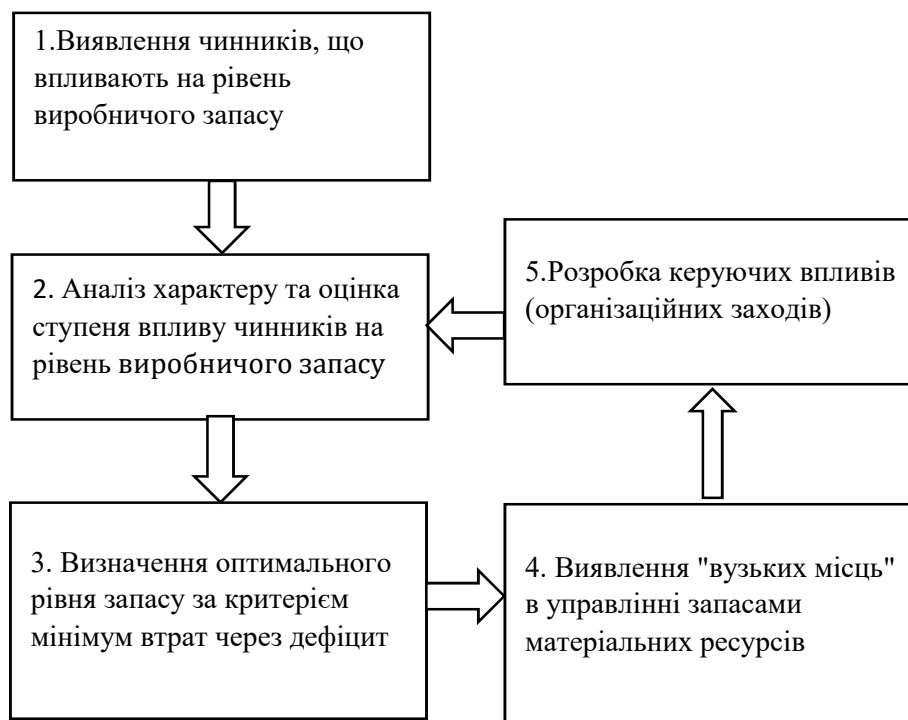 1.Виявлення чинників, що
впливають на рівень
виробничого запасу
2. Аналіз характеру та оцінка
ступеня впливу чинників на
рівень виробничого запасу
3. Визначення оптимального
рівня запасу за критерієм
мінімум втрат через дефіцит
4. Виявлення "вузьких місць"
в управлінні запасами
матеріальних ресурсів
5.Розробка керуючих впливів
(організаційних заходів)